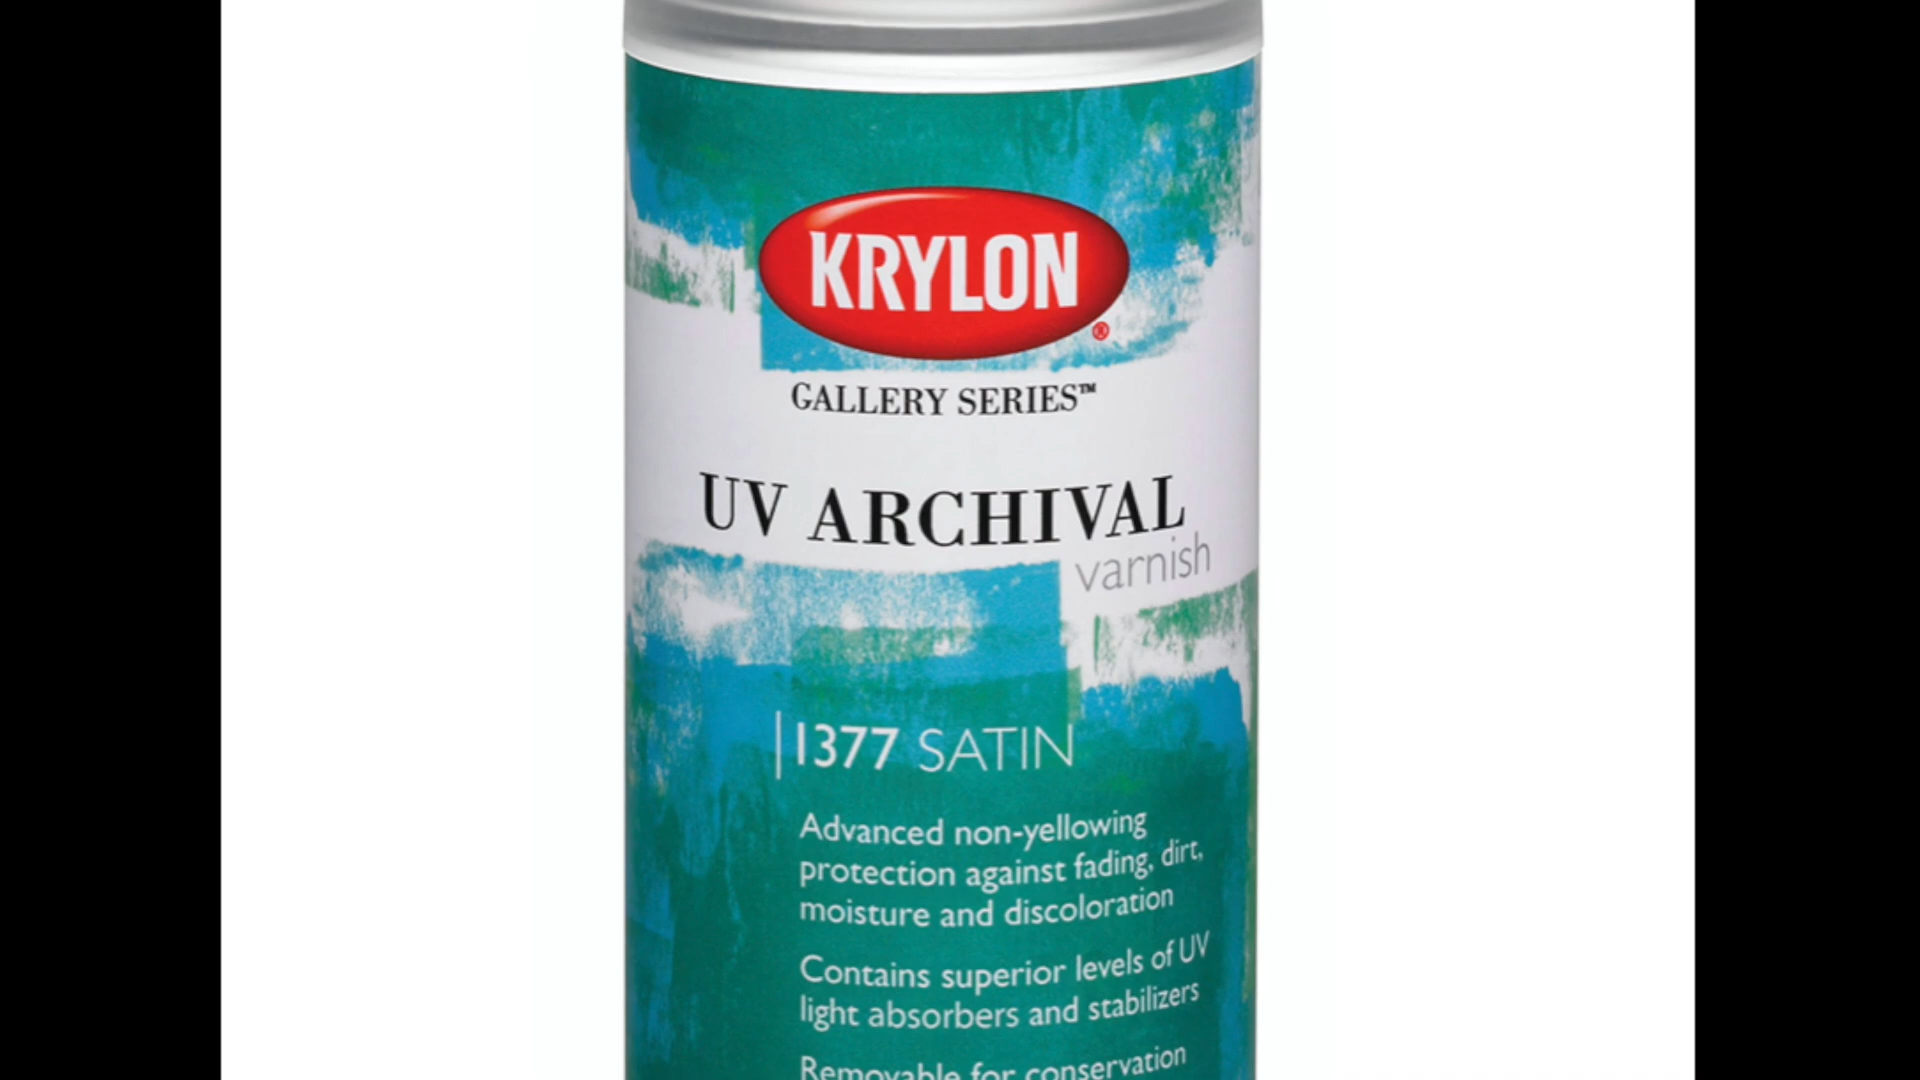 KRYLON
®
GALLERY SERIES™
UV ARCHIVAL
varnish
1377 SATIN
Advanced non-yellowing
protection against fading, dirt,
moisture and discoloration
Contains superior levels of UV
light absorbers and stabilizers
Removable for conservation